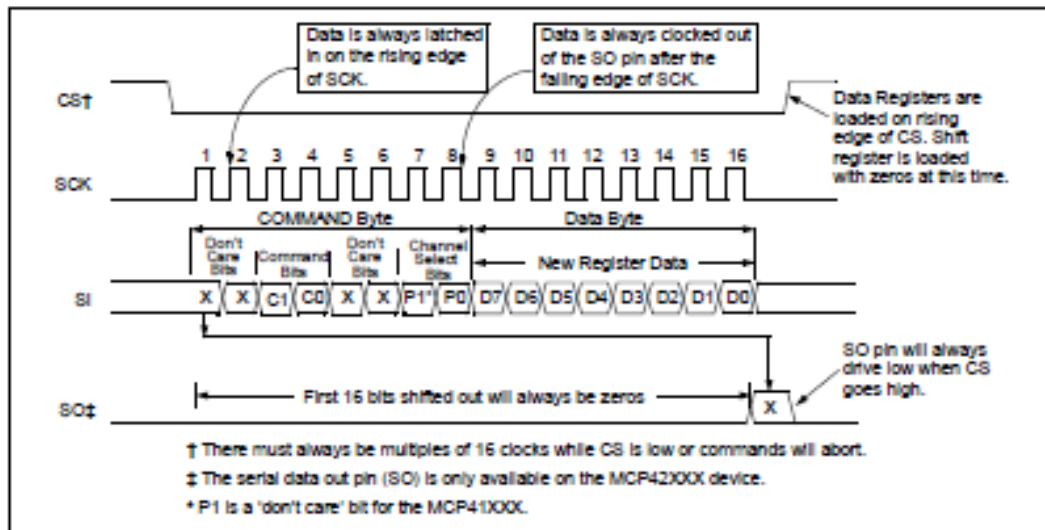 Data is always latched
in on the rising edge
of SCK.
Data is always clocked out
of the SO pin after the
falling edge of SCK.
CS†
Data Registers are
loaded on rising
edge of CS. Shift
register is loaded
with zeros at this time.
1 2 3 4 5 6 7 8 9 10 11 12 13 14 15 16
SCK
COMMAND Byte
Data Byte
Don't
Care
Bits
Command
Bits
Don't
Care
Bits
Channel
Select
Bits
New Register Data
SI
X X C1 C0 X X P1* P0 D7 D6 D5 D4 D3 D2 D1 D0
SO pin will always
drive low when CS
goes high.
First 16 bits shifted out will always be zeros
X
SO‡
† There must always be multiples of 16 clocks while CS is low or commands will abort.
‡ The serial data out pin (SO) is only available on the MCP42XXX device.
* P1 is a 'don't care' bit for the MCP41XXX.